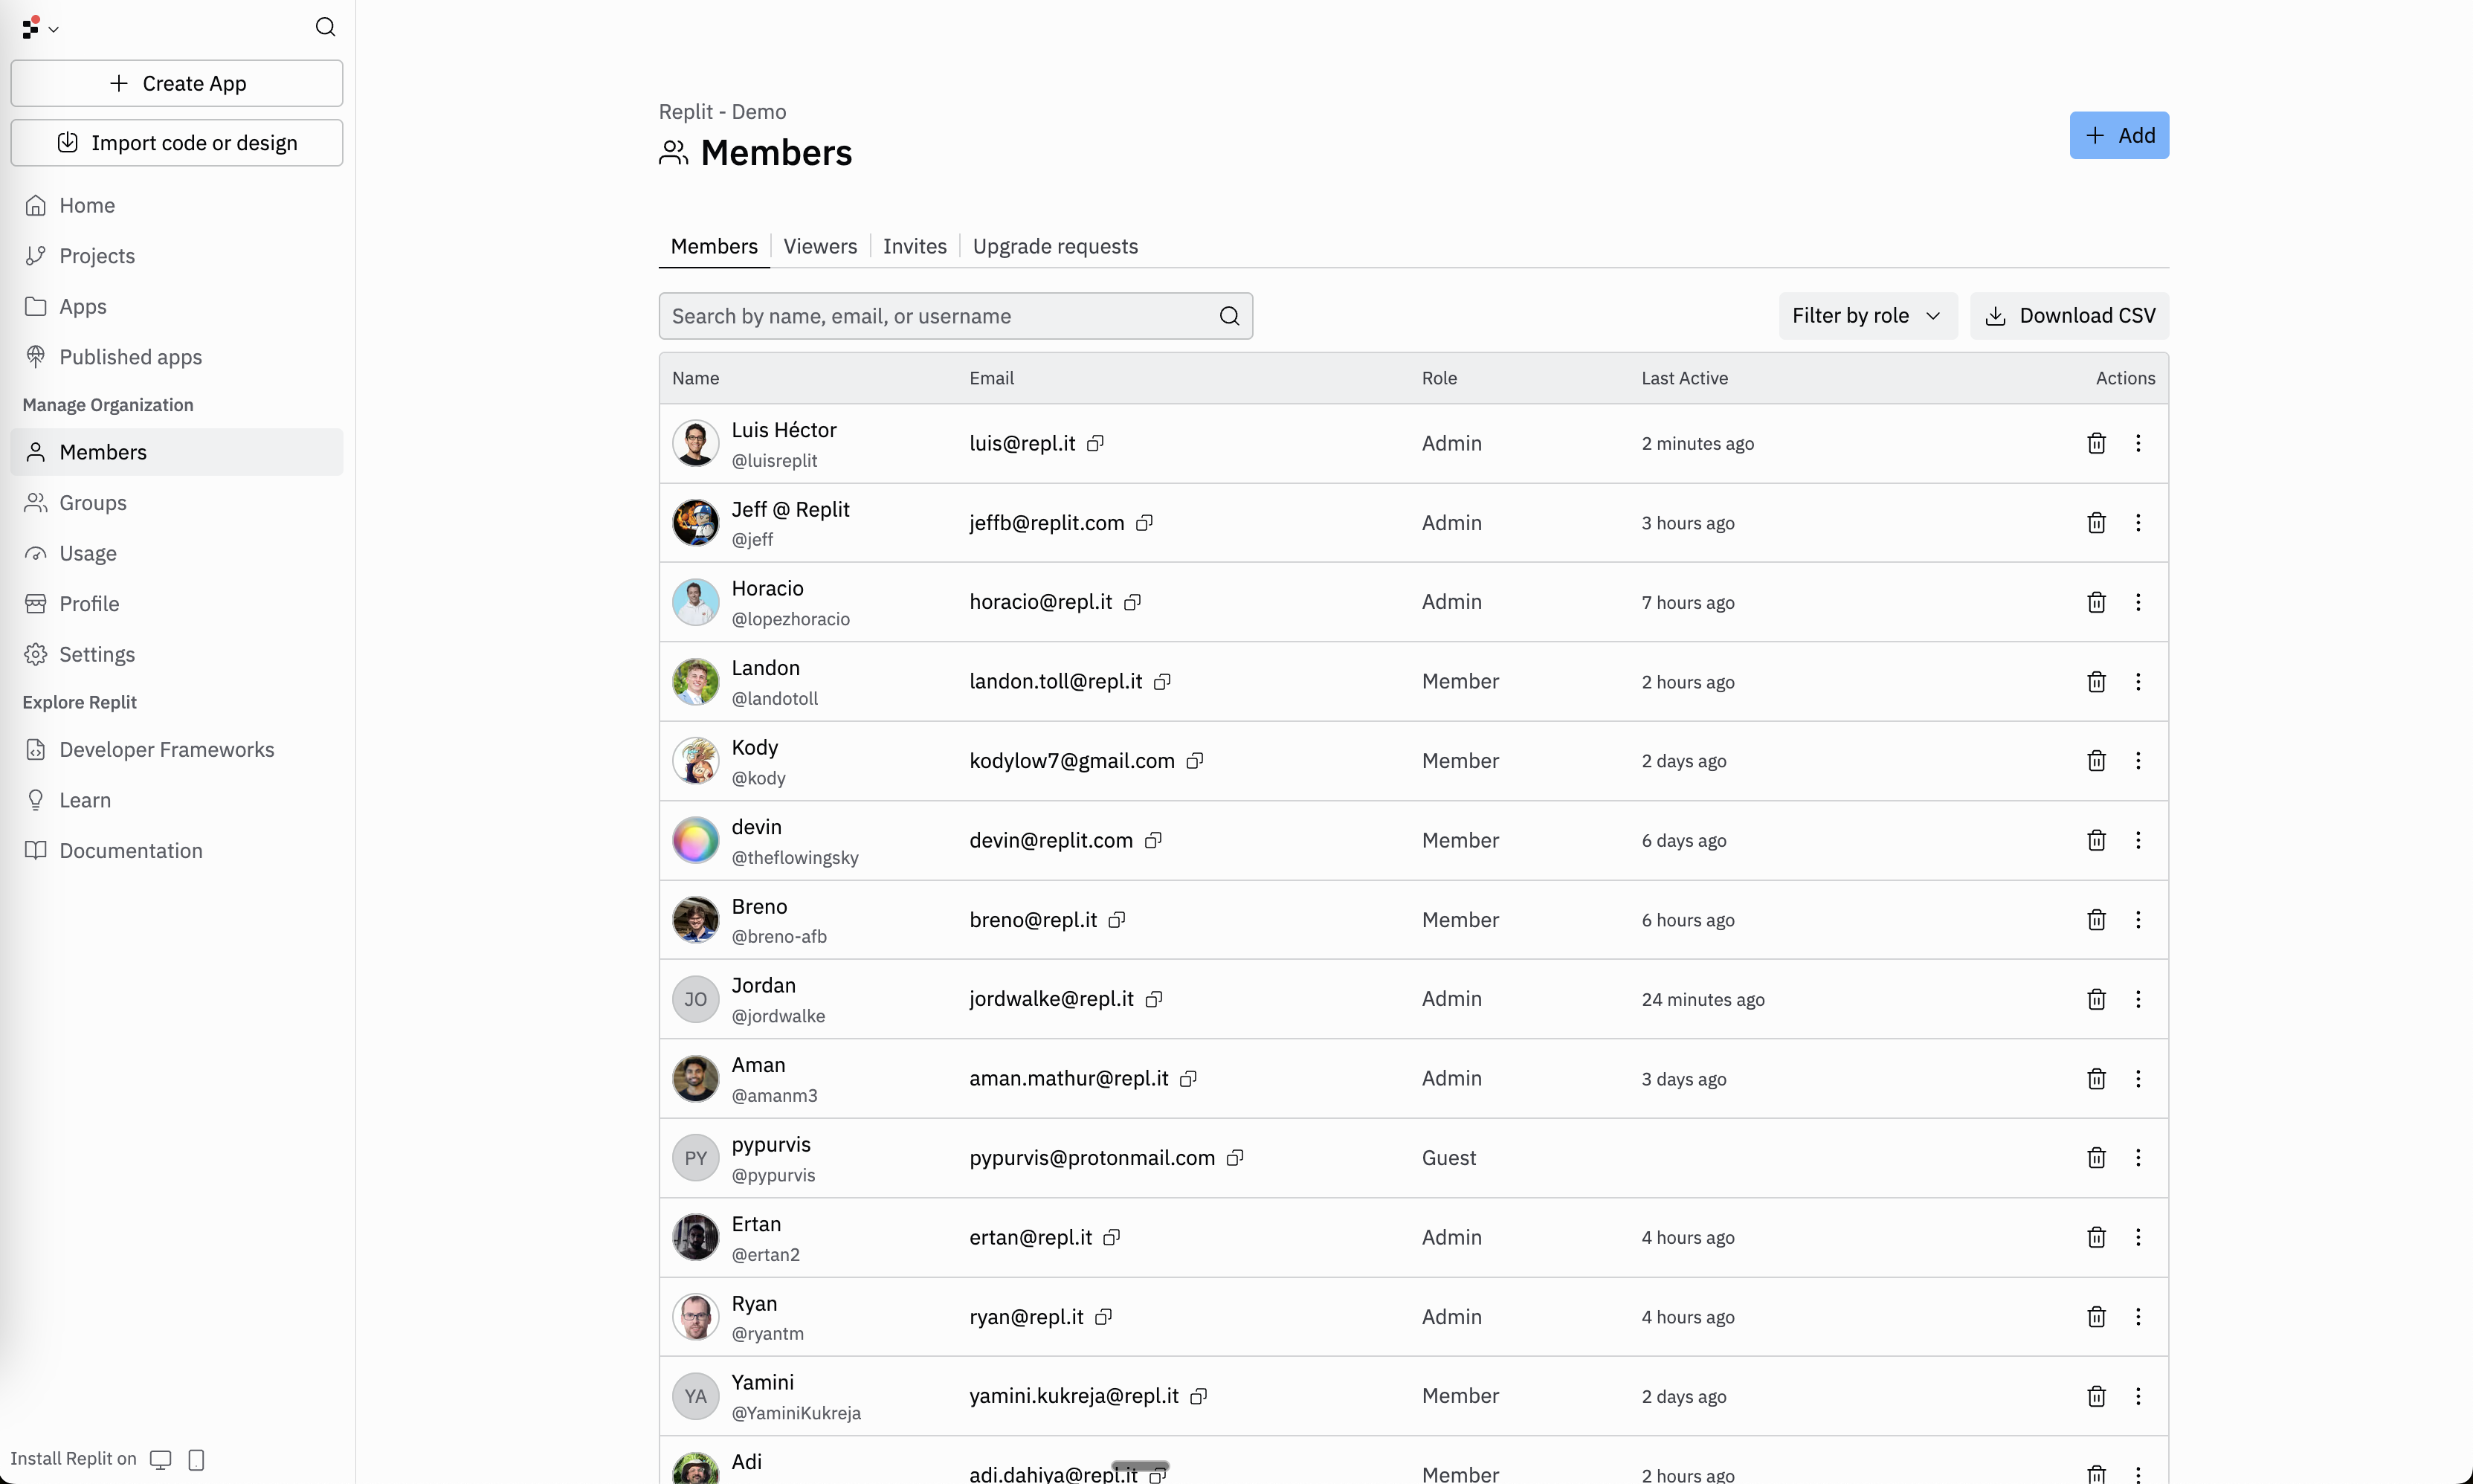 Create App
Import code or design
Home
Projects
Apps
Published apps
Manage Organization
Members
Groups
Usage
Profile
Settings
Explore Replit
Developer Frameworks
Learn
Documentation
Install Replit on
Replit - Demo
Members
Add
Members Viewers Invites Upgrade requests
Search by name, email, or username Filter by role Download CSV
Name Email Role Last Active Actions
Luis Héctor
@luisreplit luis@repl.it Admin 2 minutes ago
Jeff @ Replit
@jeff jeffb@replit.com Admin 3 hours ago
Horacio
@lopezhoracio horacio@repl.it Admin 7 hours ago
Landon
@landotoll landon.toll@repl.it Member 2 hours ago
Kody
@kody kodylow7@gmail.com Member 2 days ago
devin
@theflowingsky devin@replit.com Member 6 days ago
Breno
@breno-afb breno@repl.it Member 6 hours ago
JO Jordan
@jordwalke jordwalke@repl.it Admin 24 minutes ago
Aman
@amanm3 aman.mathur@repl.it Admin 3 days ago
PY pypurvis
@pypurvis pypurvis@protonmail.com Guest
Ertan
@ertan2 ertan@repl.it Admin 4 hours ago
Ryan
@ryantm ryan@repl.it Admin 4 hours ago
YA Yamini
@YaminiKukreja yamini.kukreja@repl.it Member 2 days ago
Adi
adi.dahiya@repl.it Member 2 hours ago